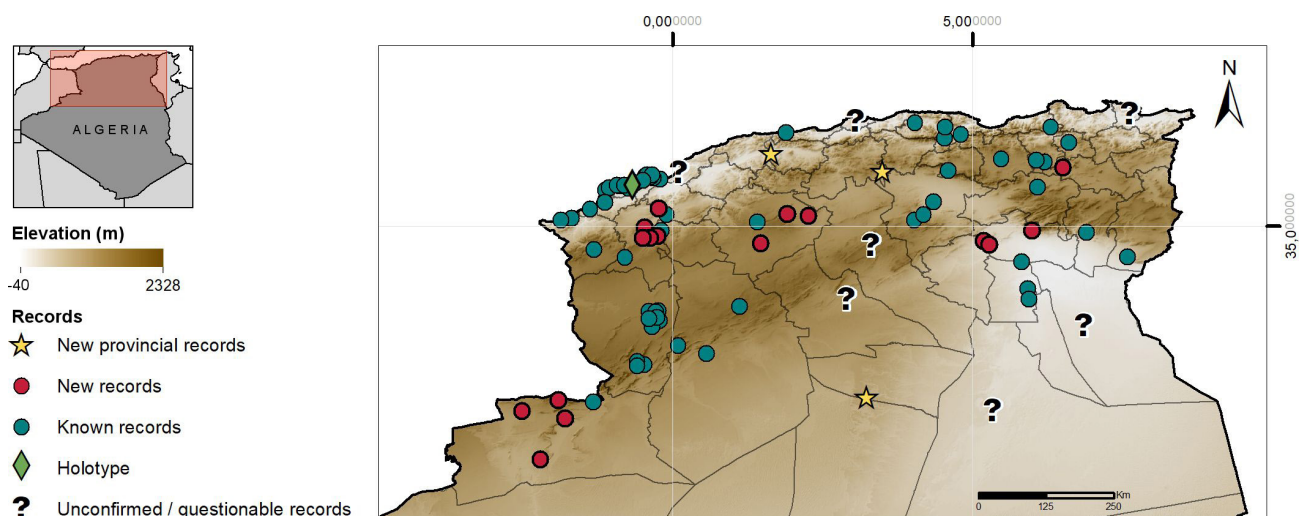 0,000000
5,000000
N
ALGERIA
?
?
?
35,000000
Elevation (m)
?
-40
2328
?
Records
?
New provincial records
New records
?
Known records
Holotype
Km
0
125
250
?
Unconfirmed / questionable records